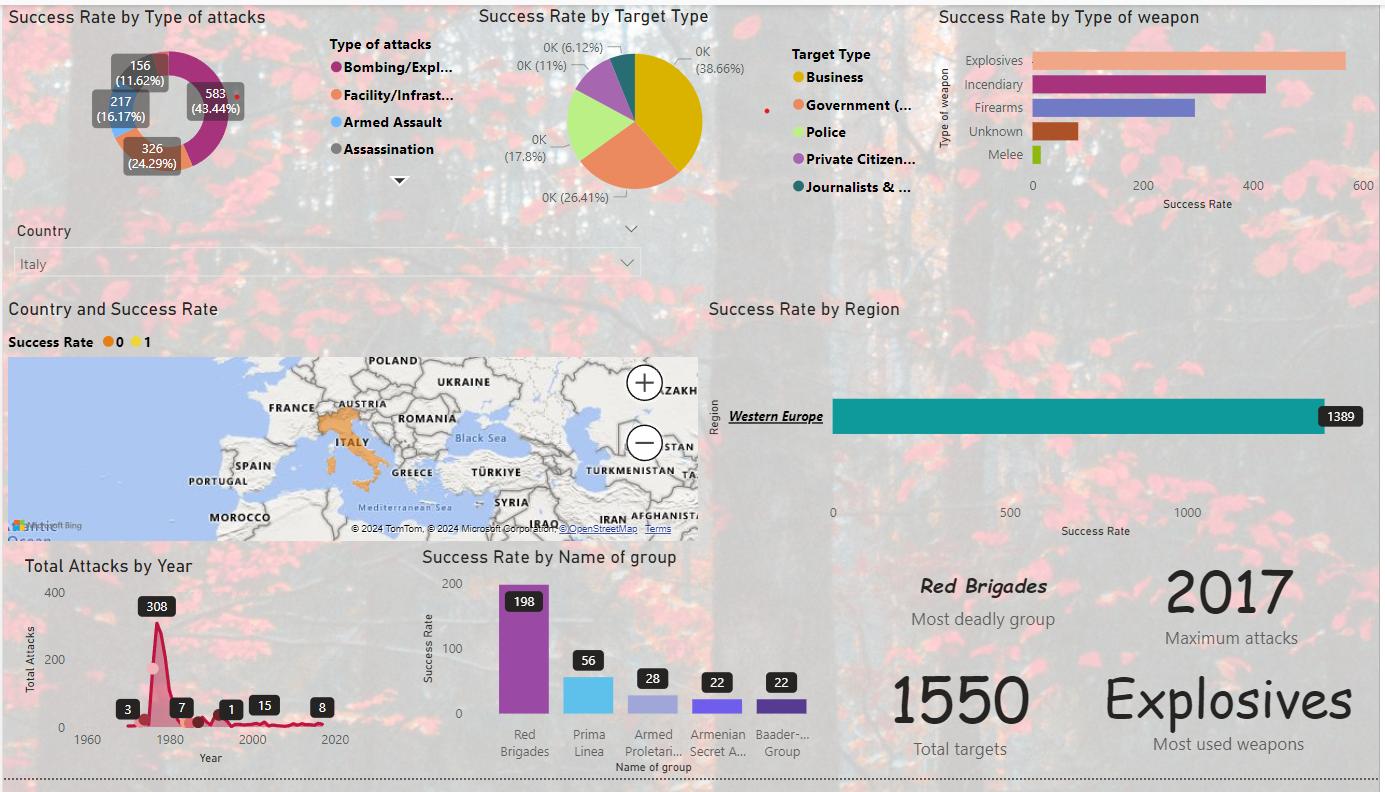 Success Rate by Type of attacks
156
(11.62%)
217
(16.17%)
583
(43.44%)
326
(24.29%)
Type of attacks
Bombing/Expl...
Facility/Infrast...
Armed Assault
Assassination
Success Rate by Target Type
0K (6.12%)
0K (11%)
0K
(17.8%)
0K (26.41%)
0K
(38.66%)
Target Type
Business
Government (...
Police
Private Citizen...
Journalists & ...
Success Rate by Type of weapon
Type of weapon
Explosives
Incendiary
Firearms
Unknown
Melee
0 200 400 600
Success Rate
Country
Italy
Country and Success Rate
Success Rate 0 1
POLAND
UKRAINE
AZAKH
FRANCE
AUSTRIA
ROMANIA
ITALY
Black Sea
STAN
SPAIN
GREECE
TÜRKIYE
TURKMENISTAN
TA
PORTUGAL
SYRIA
Mediterranean Sea
MOROCCO
IRAQ
IRAN
AFGHANIST
Microsoft Bing
Ocean
© 2024 TomTom, © 2024 Microsoft Corporation, © OpenStreetMap Terms
Success Rate by Region
Region
Western Europe
1389
0 500 1000
Success Rate
Total Attacks by Year
Total Attacks
400
200
0
308
3
7
1
15
8
1960 1980 2000 2020
Year
Success Rate by Name of group
Success Rate
200
100
0
198
56
28
22
22
Red
Brigades
Prima
Linea
Armed
Proletari...
Armenian
Secret A...
Baader-...
Group
Name of group
Red Brigades
Most deadly group
2017
Maximum attacks
1550
Total targets
Explosives
Most used weapons